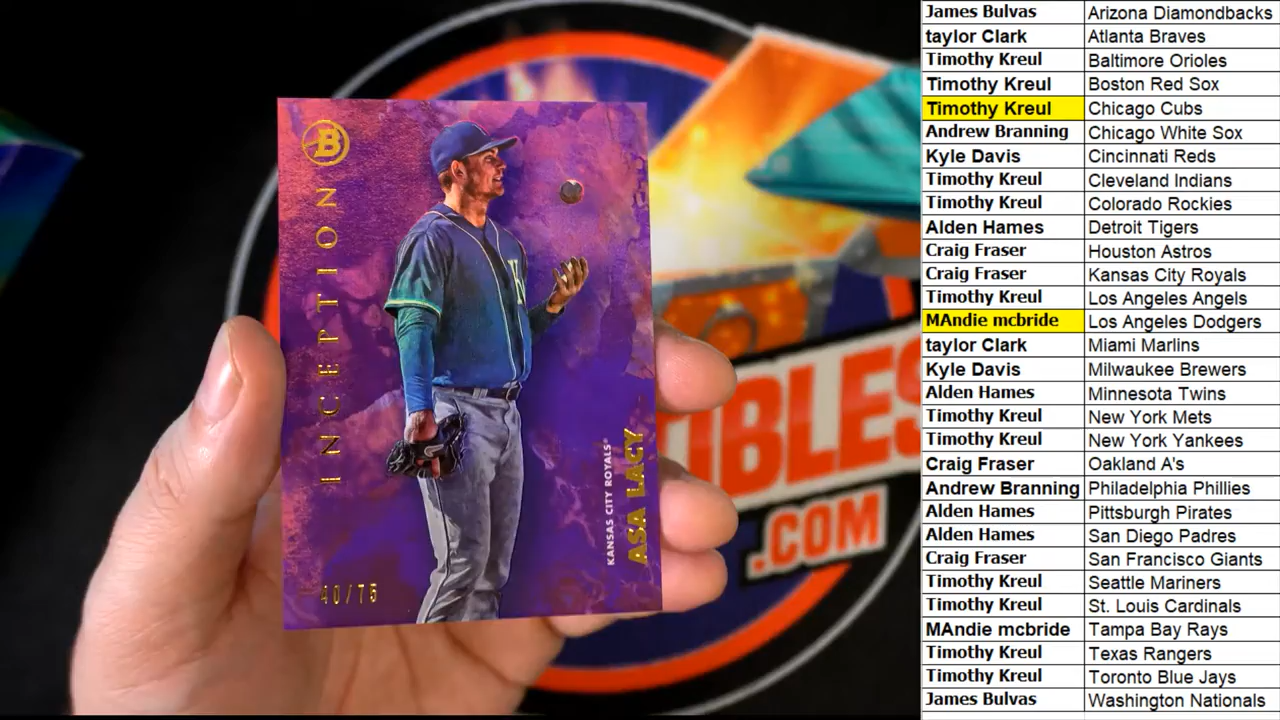 B
INCEPTION
KANSAS CITY ROYALS®
ASA LACY
40/75
IBLES
.COM
James Bulvas Arizona Diamondbacks
taylor Clark Atlanta Braves
Timothy Kreul Baltimore Orioles
Timothy Kreul Boston Red Sox
Timothy Kreul Chicago Cubs
Andrew Branning Chicago White Sox
Kyle Davis Cincinnati Reds
Timothy Kreul Cleveland Indians
Timothy Kreul Colorado Rockies
Alden Hames Detroit Tigers
Craig Fraser Houston Astros
Craig Fraser Kansas City Royals
Timothy Kreul Los Angeles Angels
MAndie mcbride Los Angeles Dodgers
taylor Clark Miami Marlins
Kyle Davis Milwaukee Brewers
Alden Hames Minnesota Twins
Timothy Kreul New York Mets
Timothy Kreul New York Yankees
Craig Fraser Oakland A's
Andrew Branning Philadelphia Phillies
Alden Hames Pittsburgh Pirates
Alden Hames San Diego Padres
Craig Fraser San Francisco Giants
Timothy Kreul Seattle Mariners
Timothy Kreul St. Louis Cardinals
MAndie mcbride Tampa Bay Rays
Timothy Kreul Texas Rangers
Timothy Kreul Toronto Blue Jays
James Bulvas Washington Nationals